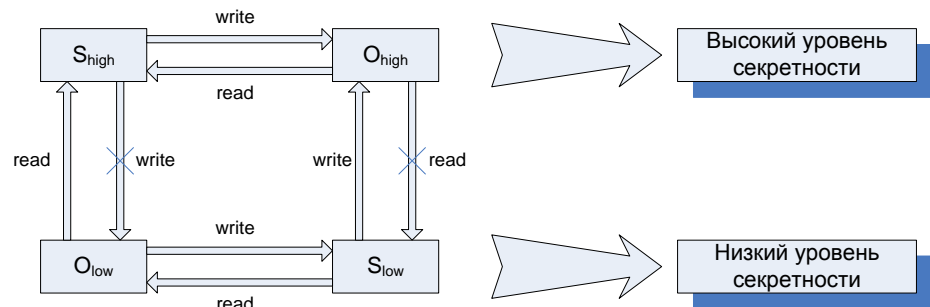 write
S_high
O_high
read
Высокий уровень
секретности
read
write
write
read
write
O_low
S_low
read
Низкий уровень
секретности